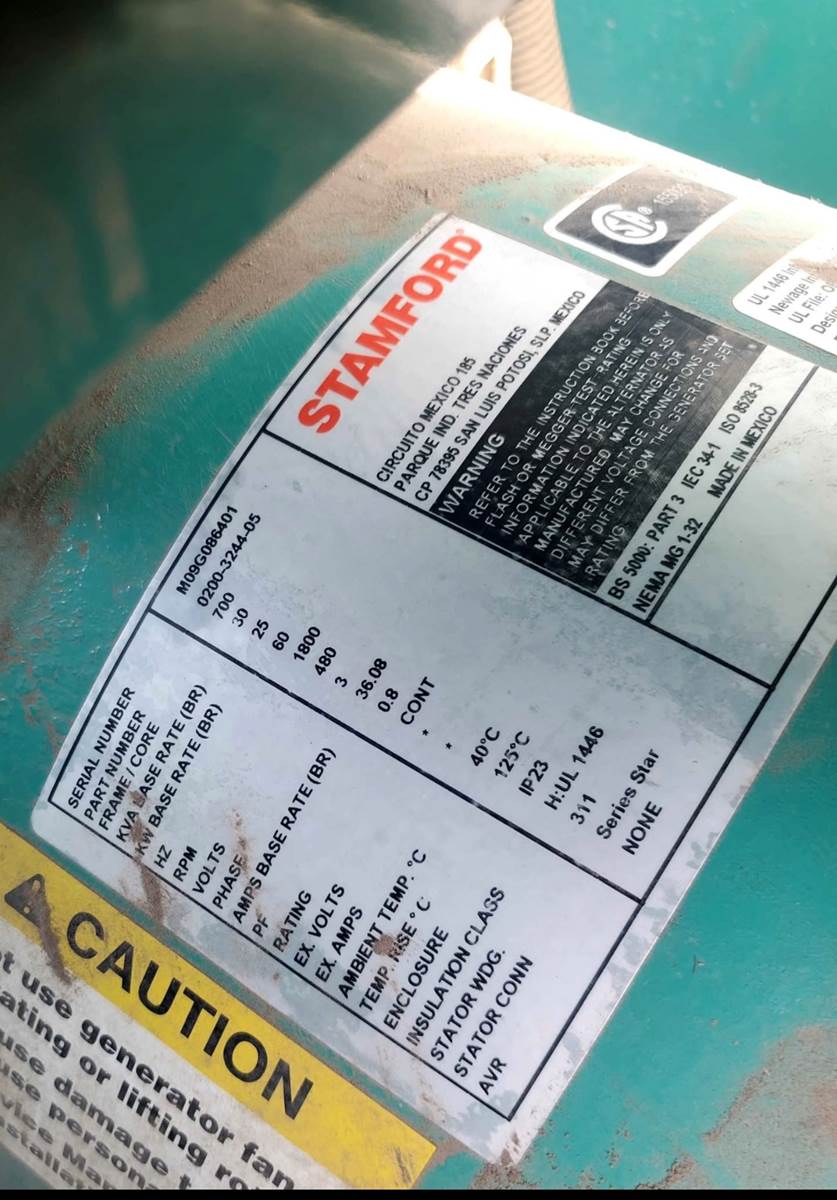 CSA® 165308
UL 1446
Newage
UL File:
STAMFORD
CIRCUITO MEXICO 185
PARQUE IND. TRES NACIONES
CP 78395 SAN LUIS POTOSI, SLP. MEXICO
WARNING
REFER TO THE INSTRUCTION BOOK BEFORE
FLASH OR MEGGER TEST. RATING
INFORMATION INDICATED HEREIN IS ONLY
APPLICABLE TO THE ALTERNATOR AS
MANUFACTURED. MAY CHANGE FOR
DIFFERENT VOLTAGE CONNECTIONS AND
MAY DIFFER FROM THE GENERATOR SET
RATING
BS 5000: PART 3 IEC 34-1 ISO 8528-3
NEMA MG 1-32 MADE IN MEXICO
SERIAL NUMBER M09G086401
PART NUMBER 0200-3244-05
FRAME / CORE 700
KVA BASE RATE (BR) 30
KW BASE RATE (BR) 25
HZ 60
RPM 1800
VOLTS 480
PHASE 3
AMPS BASE RATE (BR) 36.08
PF 0.8
RATING CONT
EX. VOLTS *
EX. AMPS *
AMBIENT TEMP. °C 40°C
TEMP. RISE °C 125°C
ENCLOSURE IP23
INSULATION CLASS H:UL 1446
STATOR WDG. 311
STATOR CONN Series Star
AVR NONE
CAUTION
use generator fan
or lifting
damage